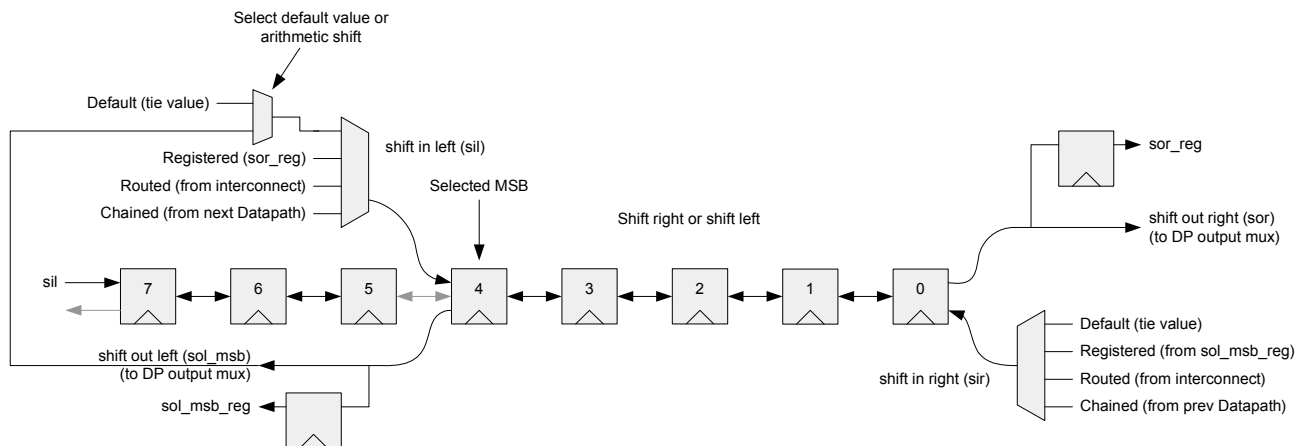 Select default value or
arithmetic shift
Default (tie value)
shift in left (sil)
Registered (sor_reg)
Routed (from interconnect)
Chained (from next Datapath)
Selected MSB
Shift right or shift left
sor_reg
shift out right (sor)
(to DP output mux)
sil
7
6
5
4
3
2
1
0
shift out left (sol_msb)
(to DP output mux)
sol_msb_reg
shift in right (sir)
Default (tie value)
Registered (from sol_msb_reg)
Routed (from interconnect)
Chained (from prev Datapath)